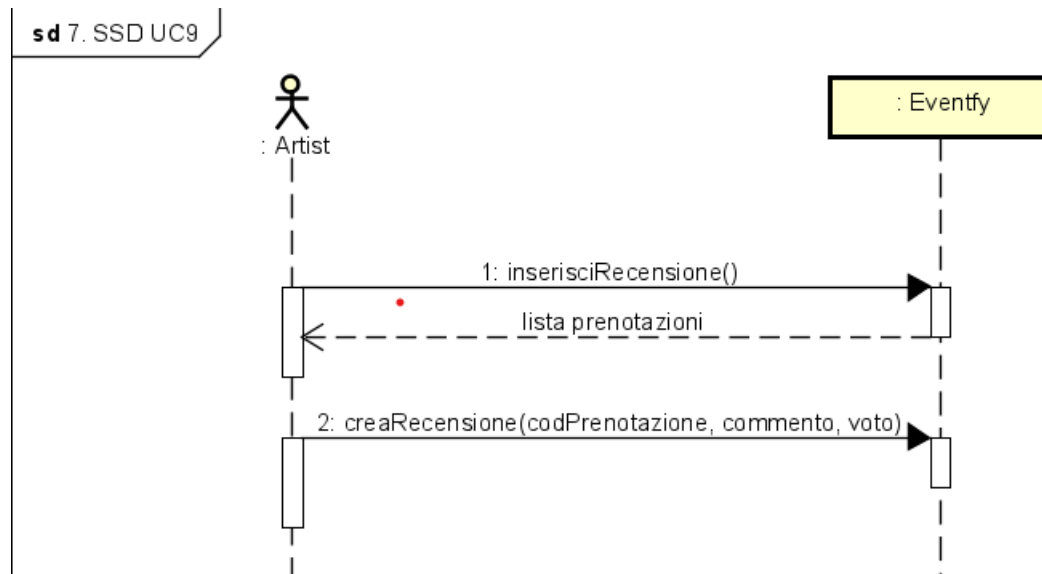 sd 7. SSD UC9
: Artist
: Eventfy
1: inserisciRecensione()
lista prenotazioni
2: creaRecensione(codPrenotazione, commento, voto)